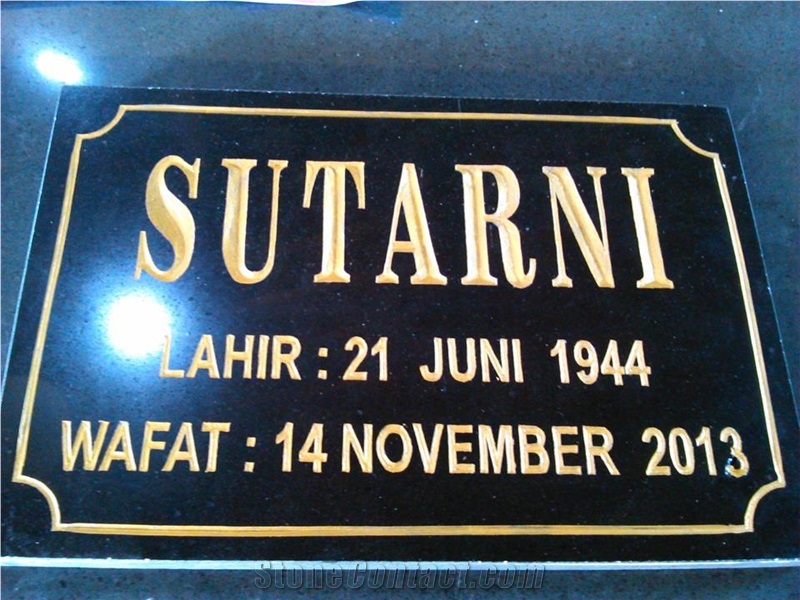 SUTARNI
LAHIR : 21 JUNI 1944
WAFAT : 14 NOVEMBER 2013
StoneContact.com